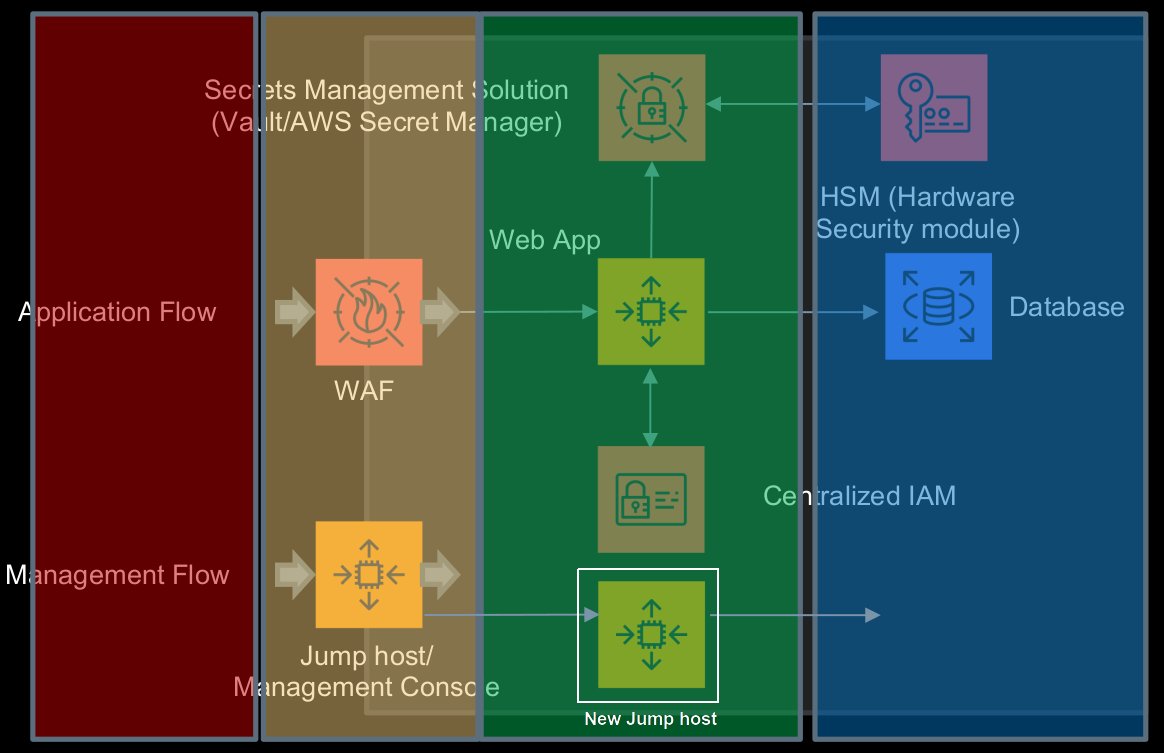 Secrets Management Solution
(Vault/AWS Secret Manager)
HSM (Hardware
Security module)
Web App
Application Flow
Database
WAF
Centralized IAM
Management Flow
Jump host/
Management Console
New Jump host